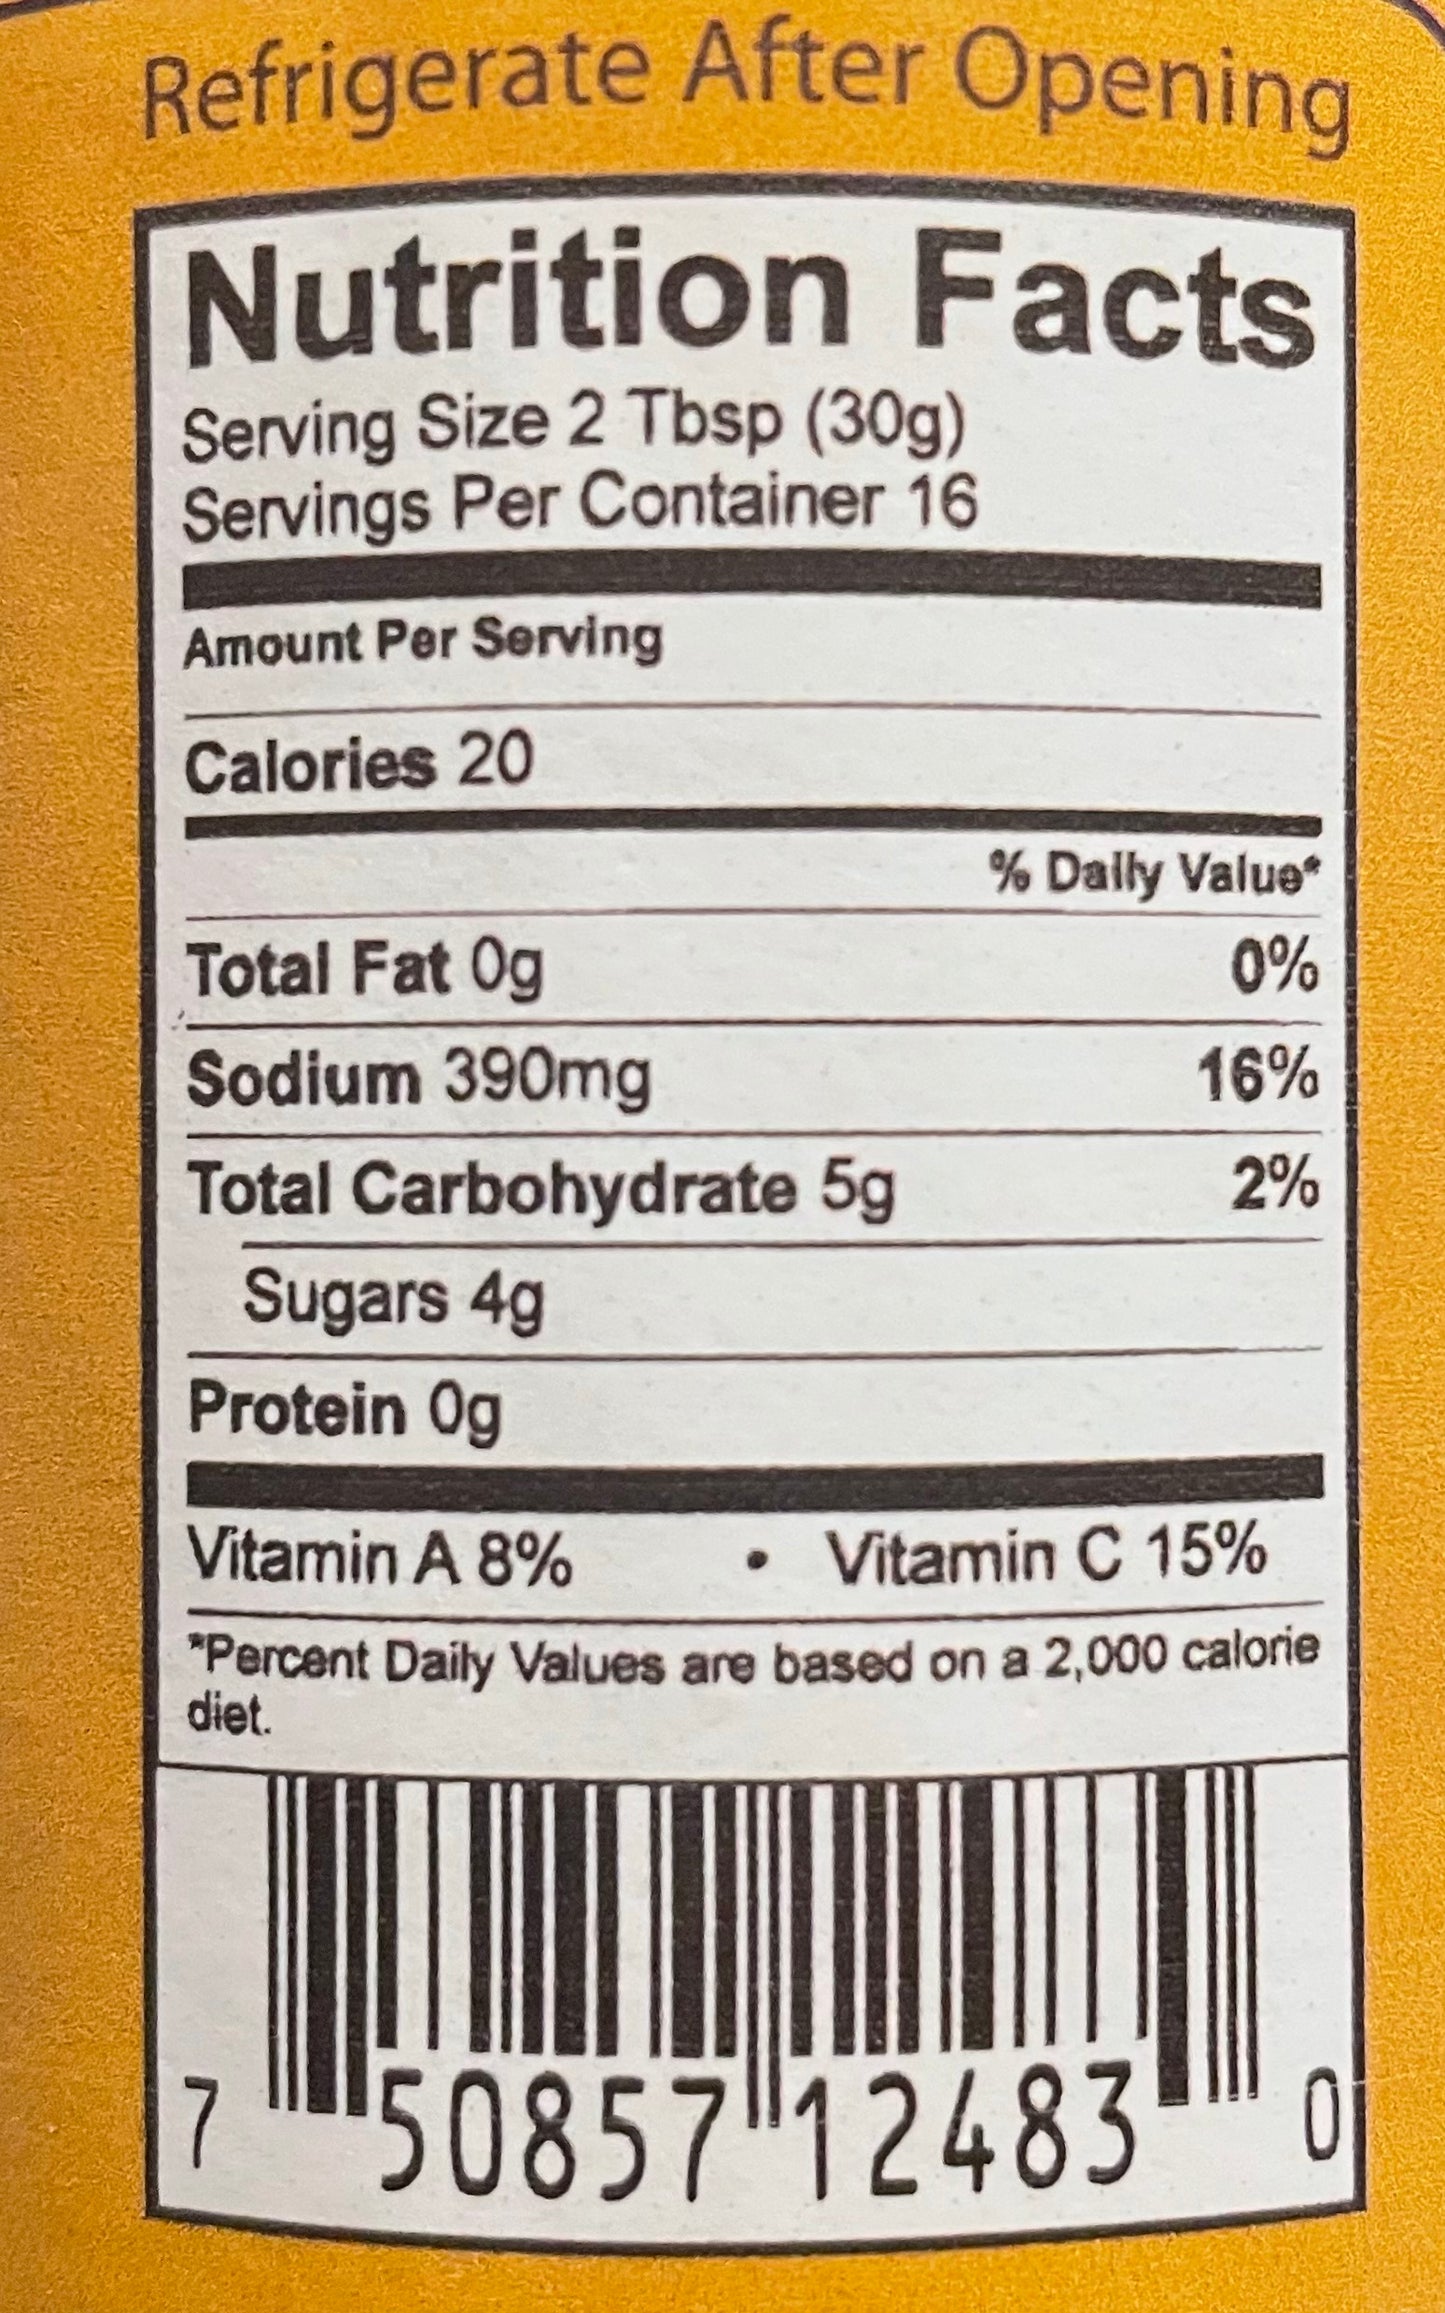 Refrigerate After Opening
Nutrition Facts
Serving Size 2 Tbsp (30g)
Servings Per Container 16
Amount Per Serving
Calories 20
% Daily Value*
Total Fat 0g 0%
Sodium 390mg 16%
Total Carbohydrate 5g 2%
Sugars 4g
Protein 0g
Vitamin A 8% • Vitamin C 15%
*Percent Daily Values are based on a 2,000 calorie
diet.
7 50857 12483 0